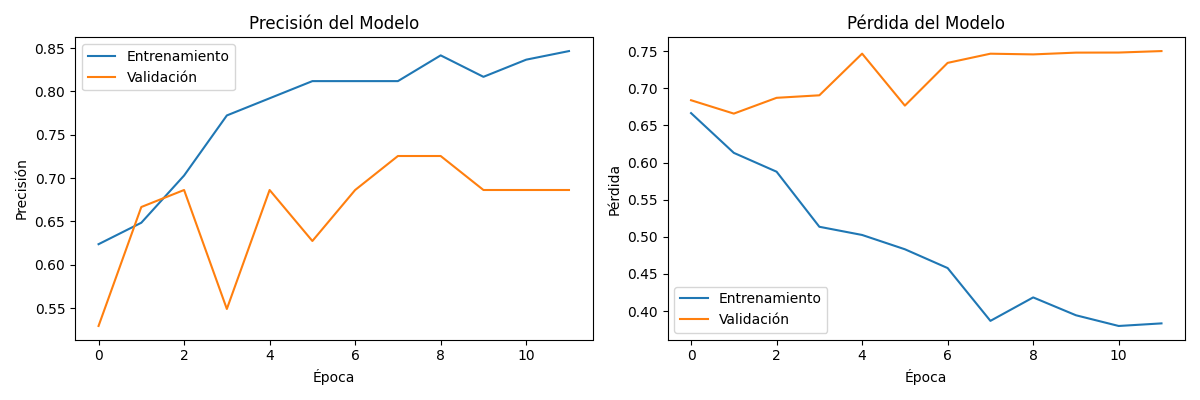 Precisión del Modelo
Entrenamiento
Validación
Precisión
0.85
0.80
0.75
0.70
0.65
0.60
0.55
0 2 4 6 8 10
Época
Pérdida del Modelo
Pérdida
0.75
0.70
0.65
0.60
0.55
0.50
0.45
0.40
Entrenamiento
Validación
0 2 4 6 8 10
Época